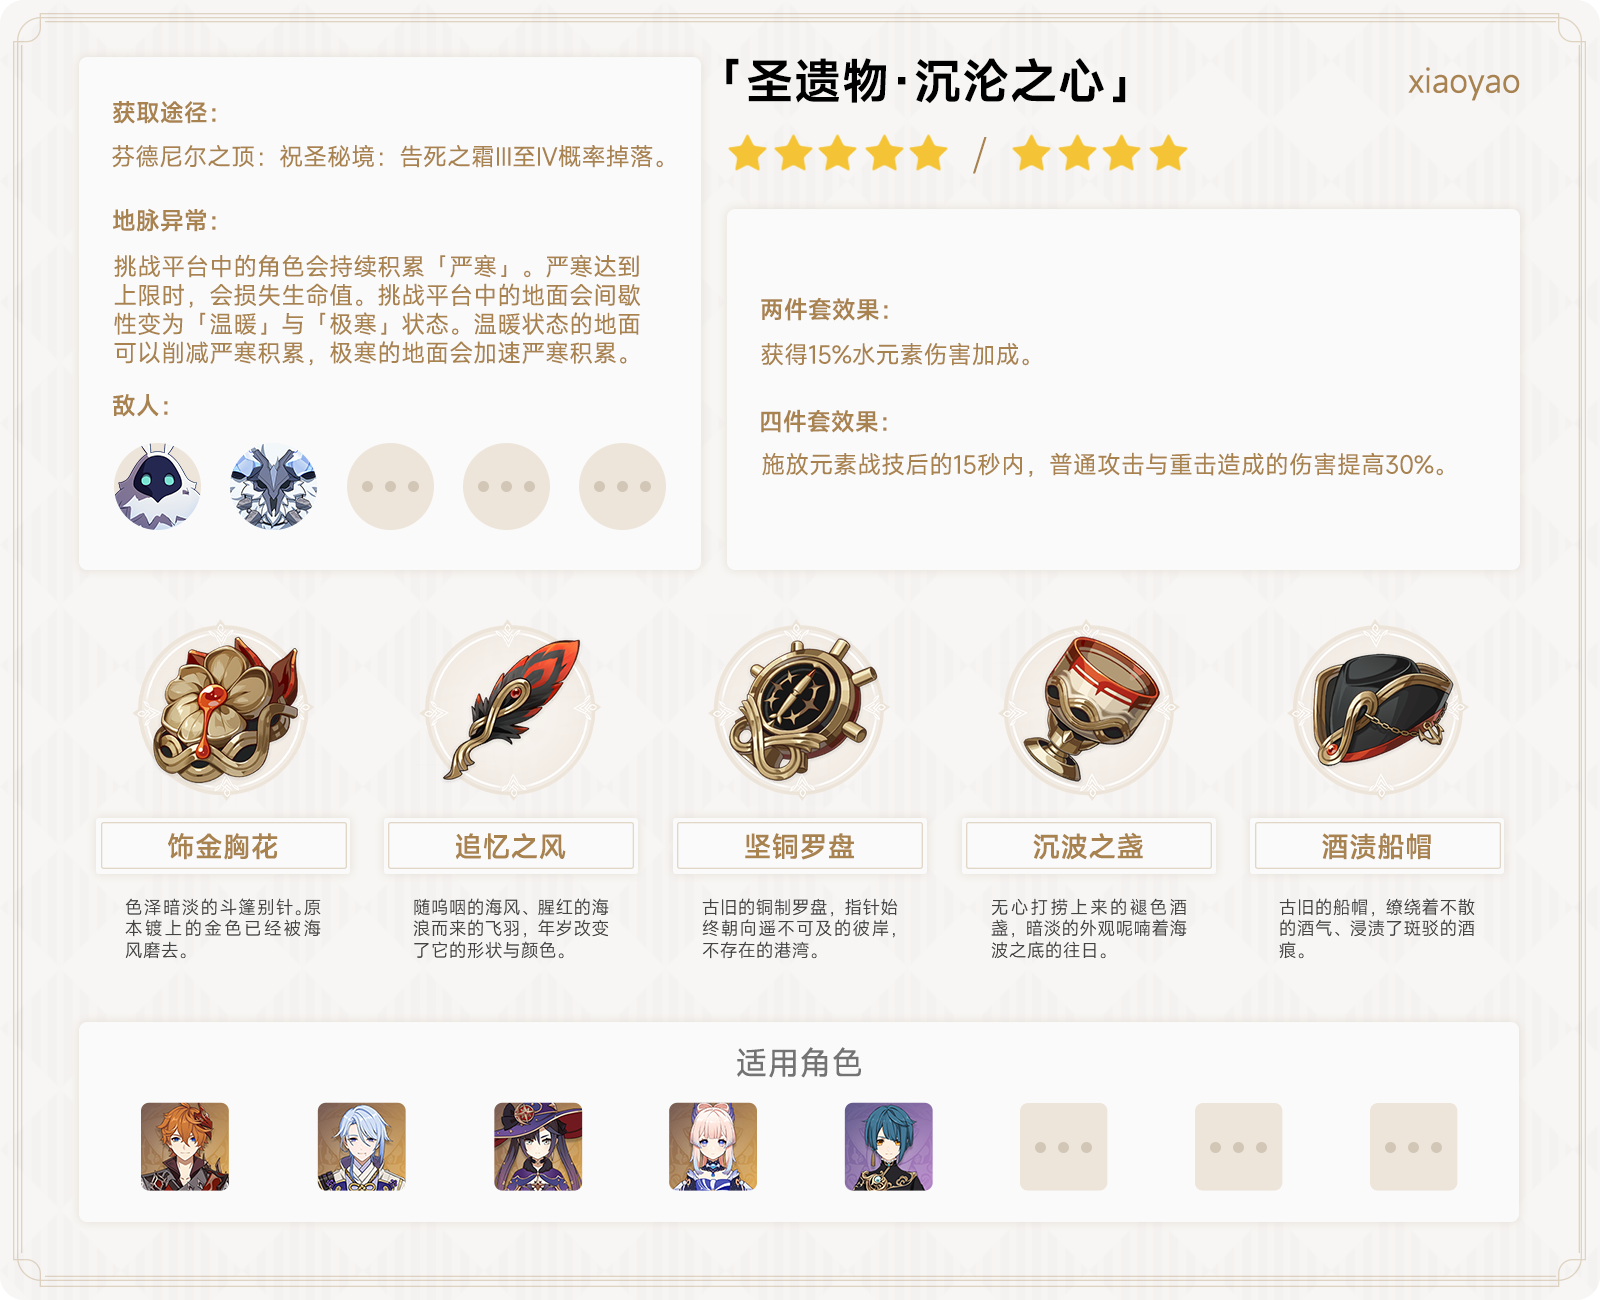 「圣遗物·沉沦之心」
xiaoyao
获取途径：
芬德尼尔之顶：祝圣秘境：告死之霜III至IV概率掉落。
地脉异常：
挑战平台中的角色会持续积累「严寒」。严寒达到
上限时，会损失生命值。挑战平台中的地面会间歇
性变为「温暖」与「极寒」状态。温暖状态的地面
可以削减严寒积累，极寒的地面会加速严寒积累。
敌人：
两件套效果：
获得15%水元素伤害加成。
四件套效果：
施放元素战技后的15秒内，普通攻击与重击造成的伤害提高30%。
饰金胸花
色泽暗淡的斗篷别针。原
本镀上的金色已经被海
风磨去。
追忆之风
随呜咽的海风、腥红的海
浪而来的飞羽，年岁改变
了它的形状与颜色。
坚铜罗盘
古旧的铜制罗盘，指针始
终朝向遥不可及的彼岸，
不存在的港湾。
沉波之盏
无心打捞上来的褪色酒
盏，暗淡的外观呢喃着海
波之底的往日。
酒渍船帽
古旧的船帽，缭绕着不散
的酒气、浸渍了斑驳的酒
痕。
适用角色